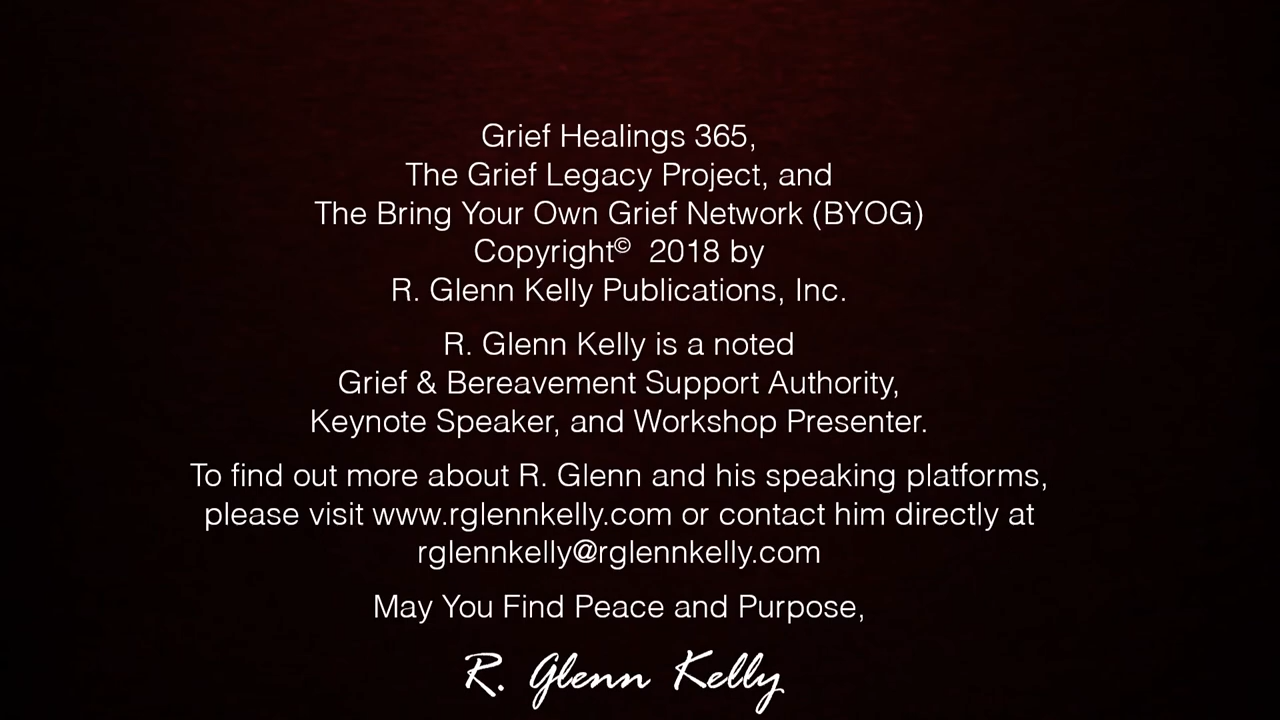 Grief Healings 365,
The Grief Legacy Project, and
The Bring Your Own Grief Network (BYOG)
Copyright© 2018 by
R. Glenn Kelly Publications, Inc.
R. Glenn Kelly is a noted
Grief & Bereavement Support Authority,
Keynote Speaker, and Workshop Presenter.
To find out more about R. Glenn and his speaking platforms,
please visit www.rglennkelly.com or contact him directly at
rglennkelly@rglennkelly.com
May You Find Peace and Purpose,
R. Glenn Kelly